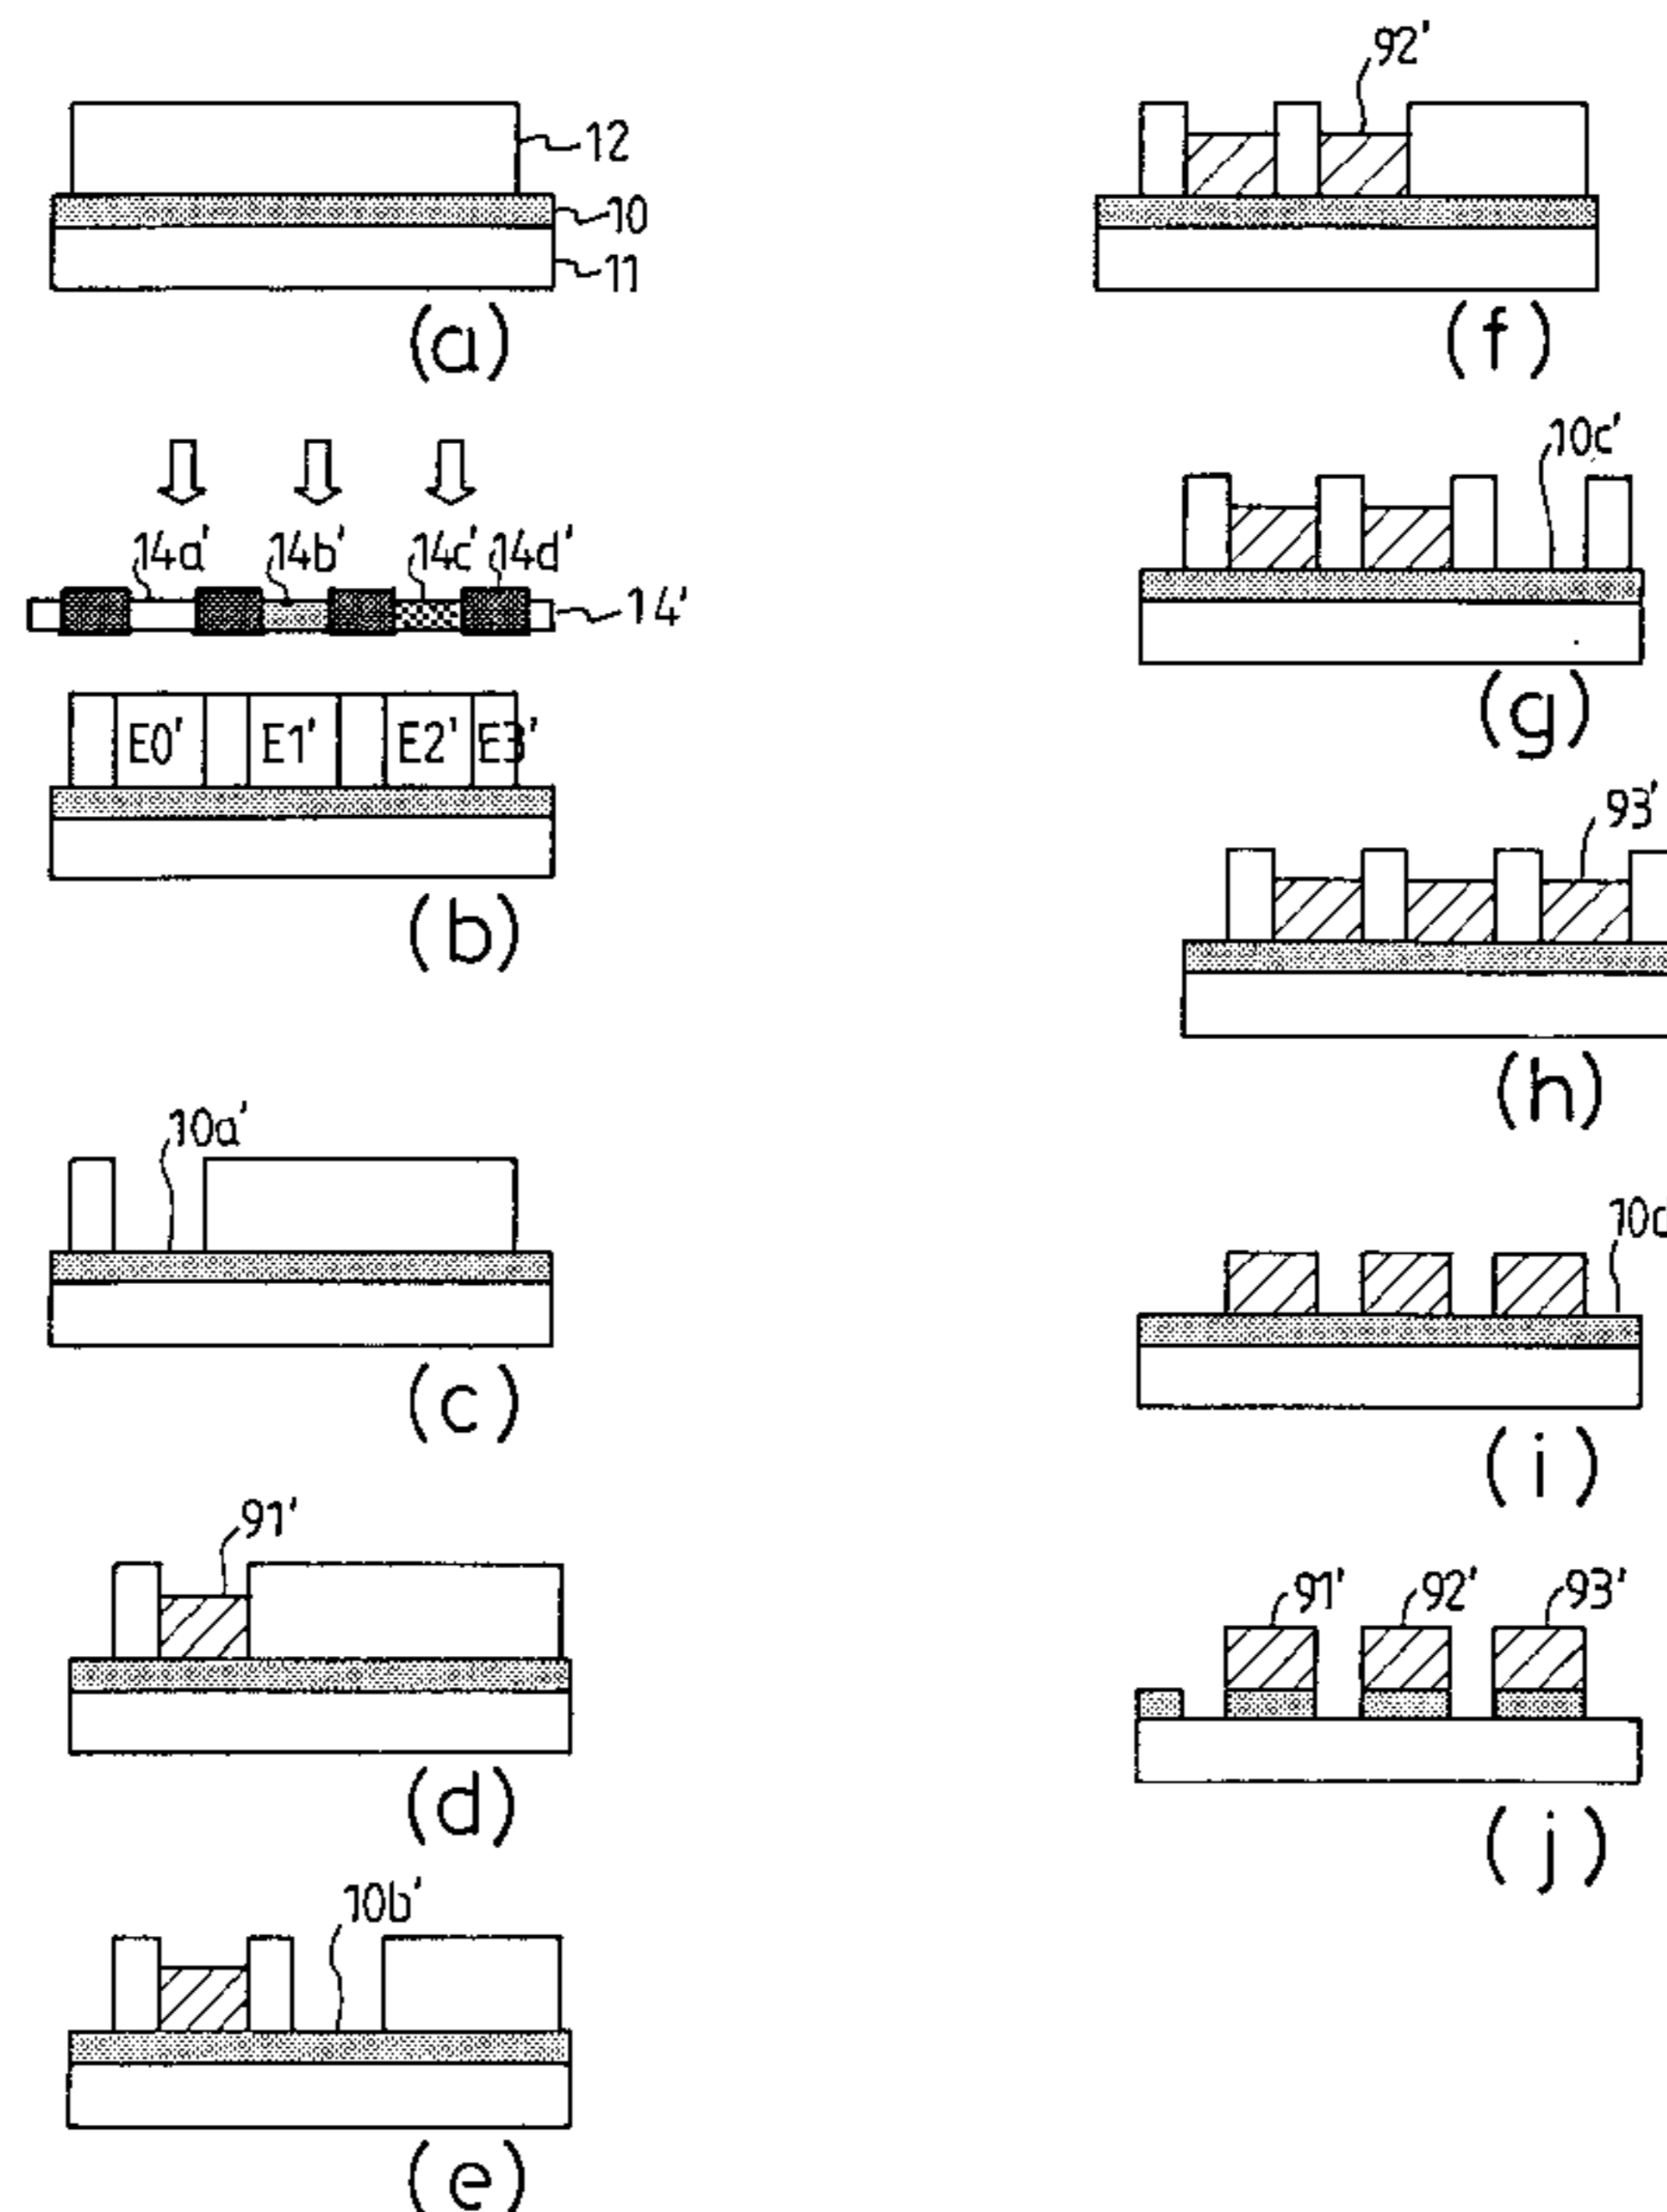 12
10
11
(a)
14a' 14b' 14c' 14d'
14'
E0' E1' E2' E3'
(b)
10a'
(c)
91'
(d)
10b'
(e)
92'
(f)
10c'
(g)
93'
(h)
10d
(i)
91' 92' 93'
(j)